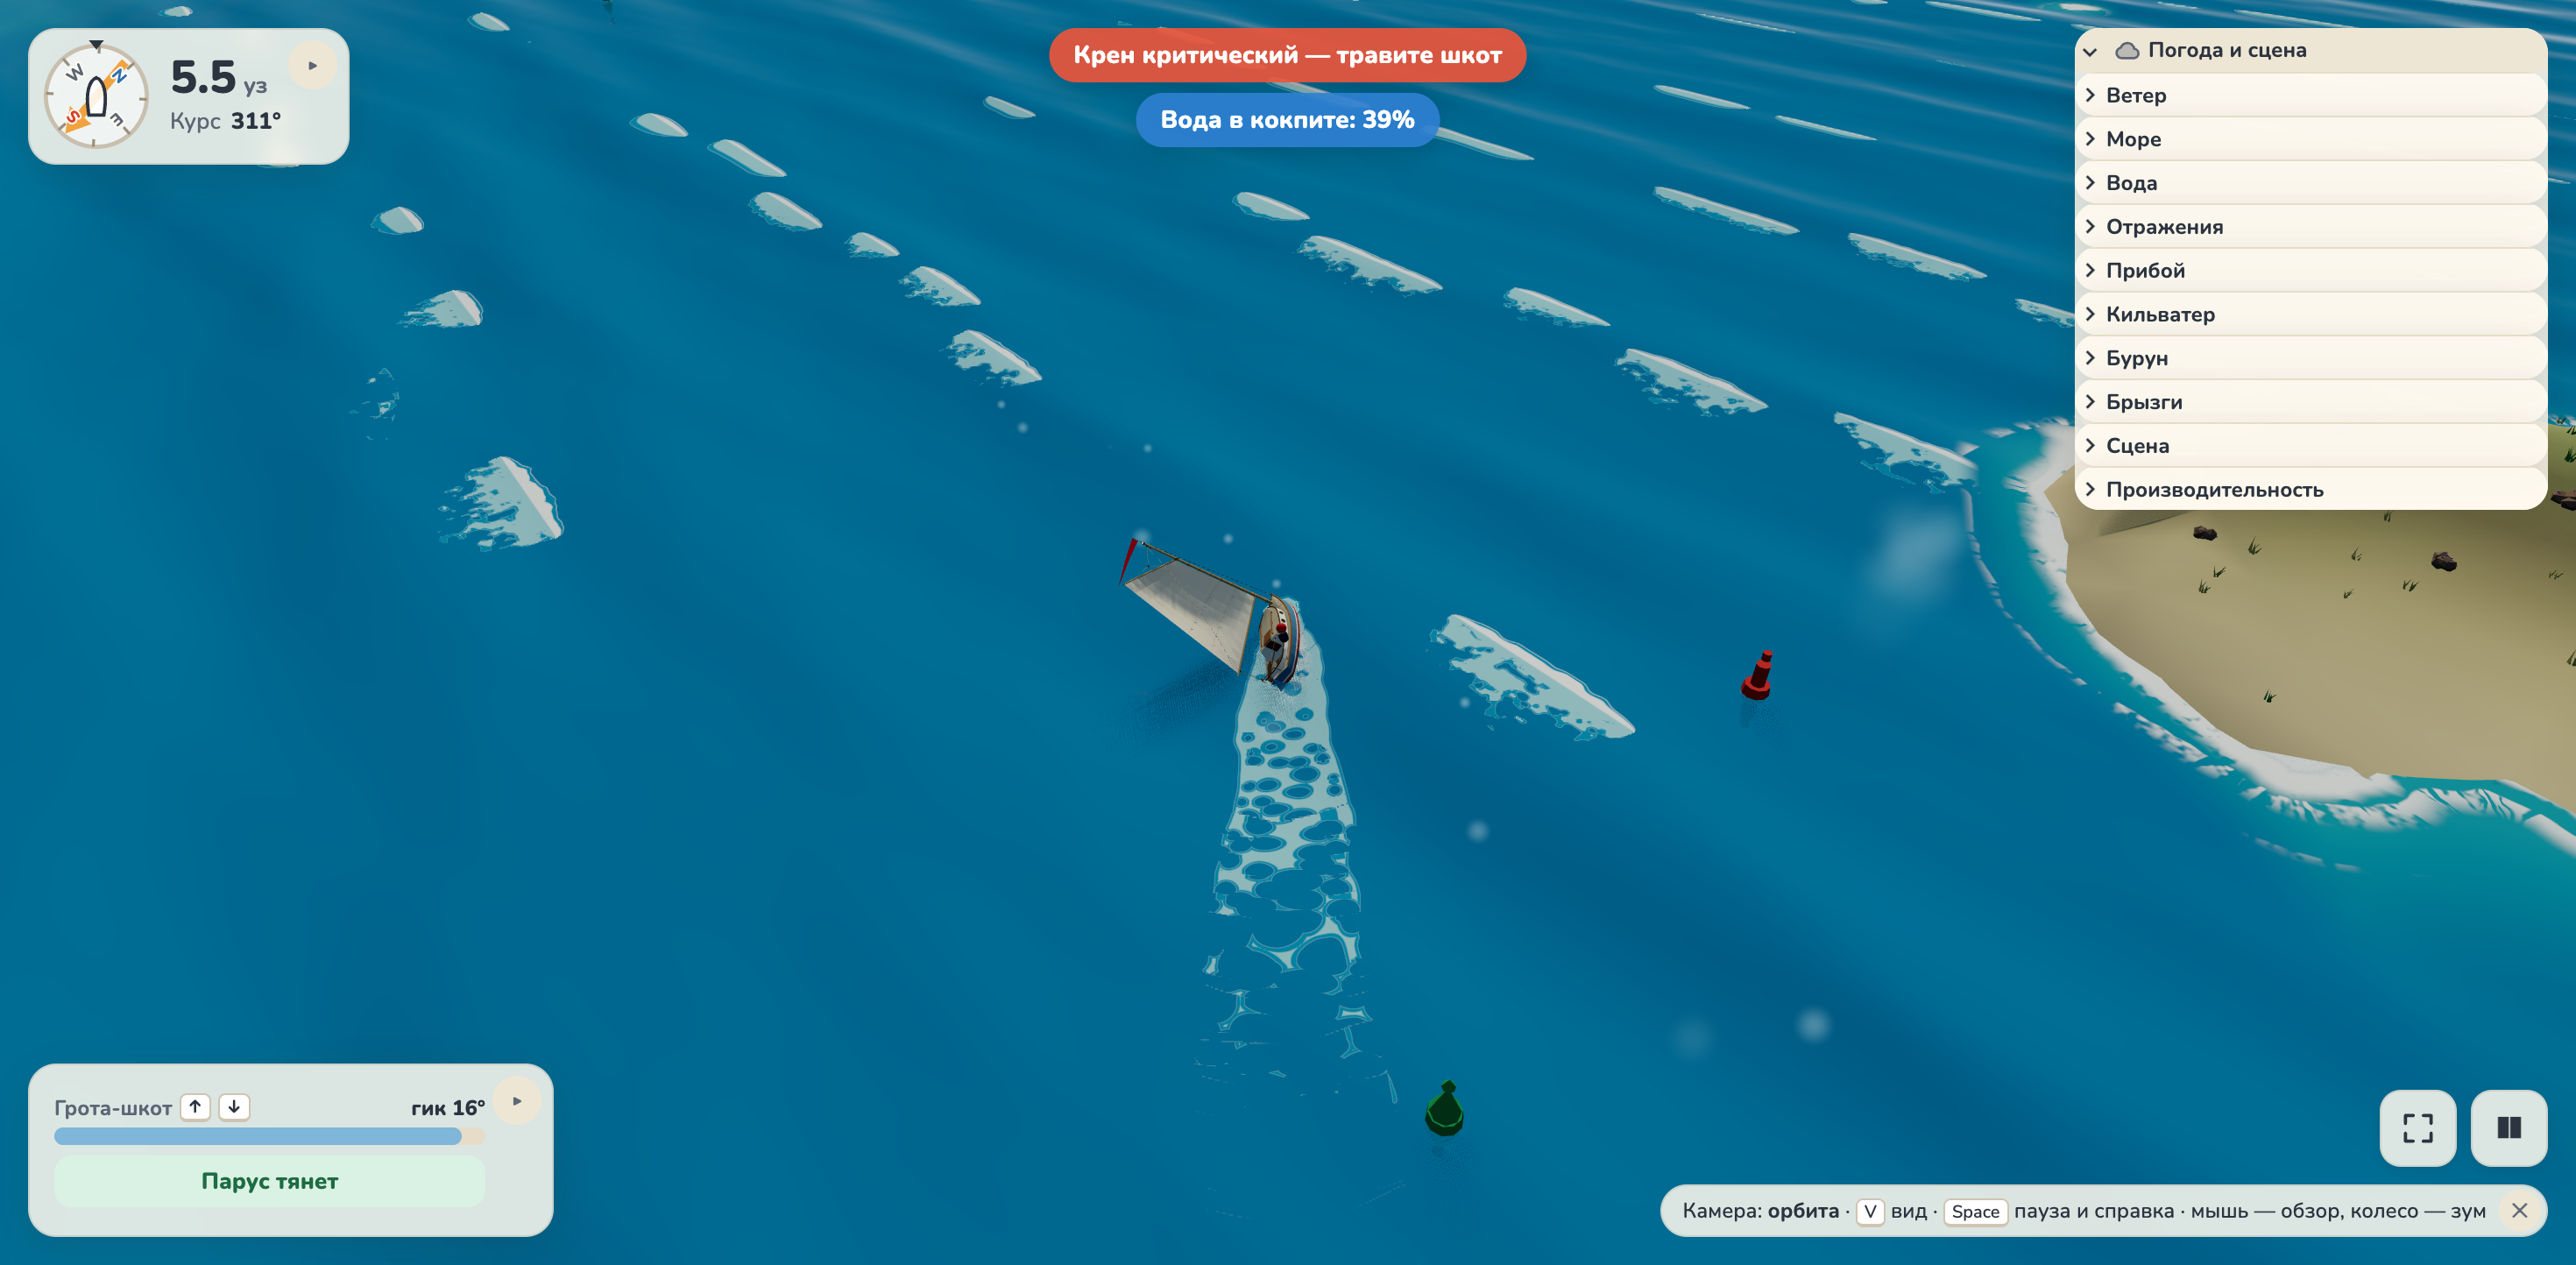 W N S E
5.5 уз
Курс 311°
Крен критический — травите шкот
Вода в кокпите: 39%
Погода и сцена
Ветер
Море
Вода
Отражения
Прибой
Кильватер
Бурун
Брызги
Сцена
Производительность
Грота-шкот ↑ ↓ гик 16°
Парус тянет
Камера: орбита · V вид · Space пауза и справка · мышь — обзор, колесо — зум